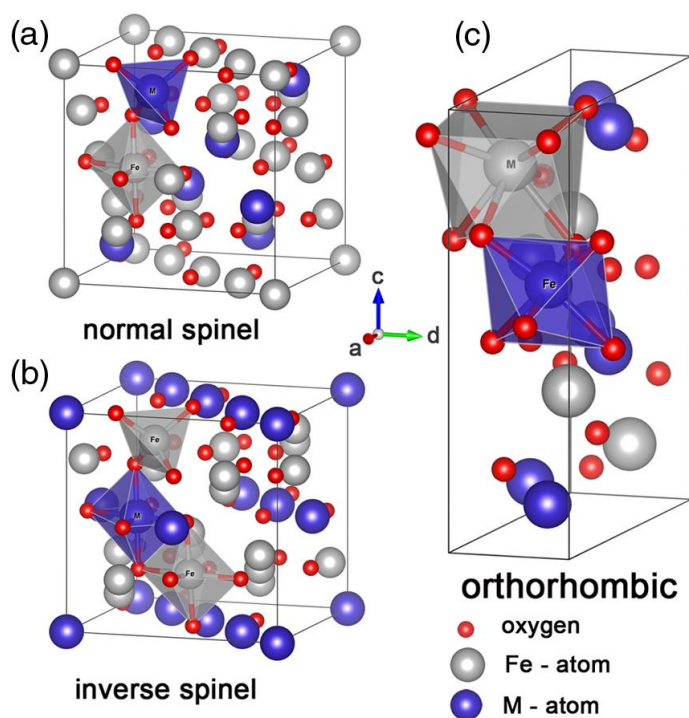 (a)
M
Fe
normal spinel
(b)
Fe
M
Fe
inverse spinel
c
a
d
(c)
M
Fe
orthorhombic
oxygen
Fe - atom
M - atom